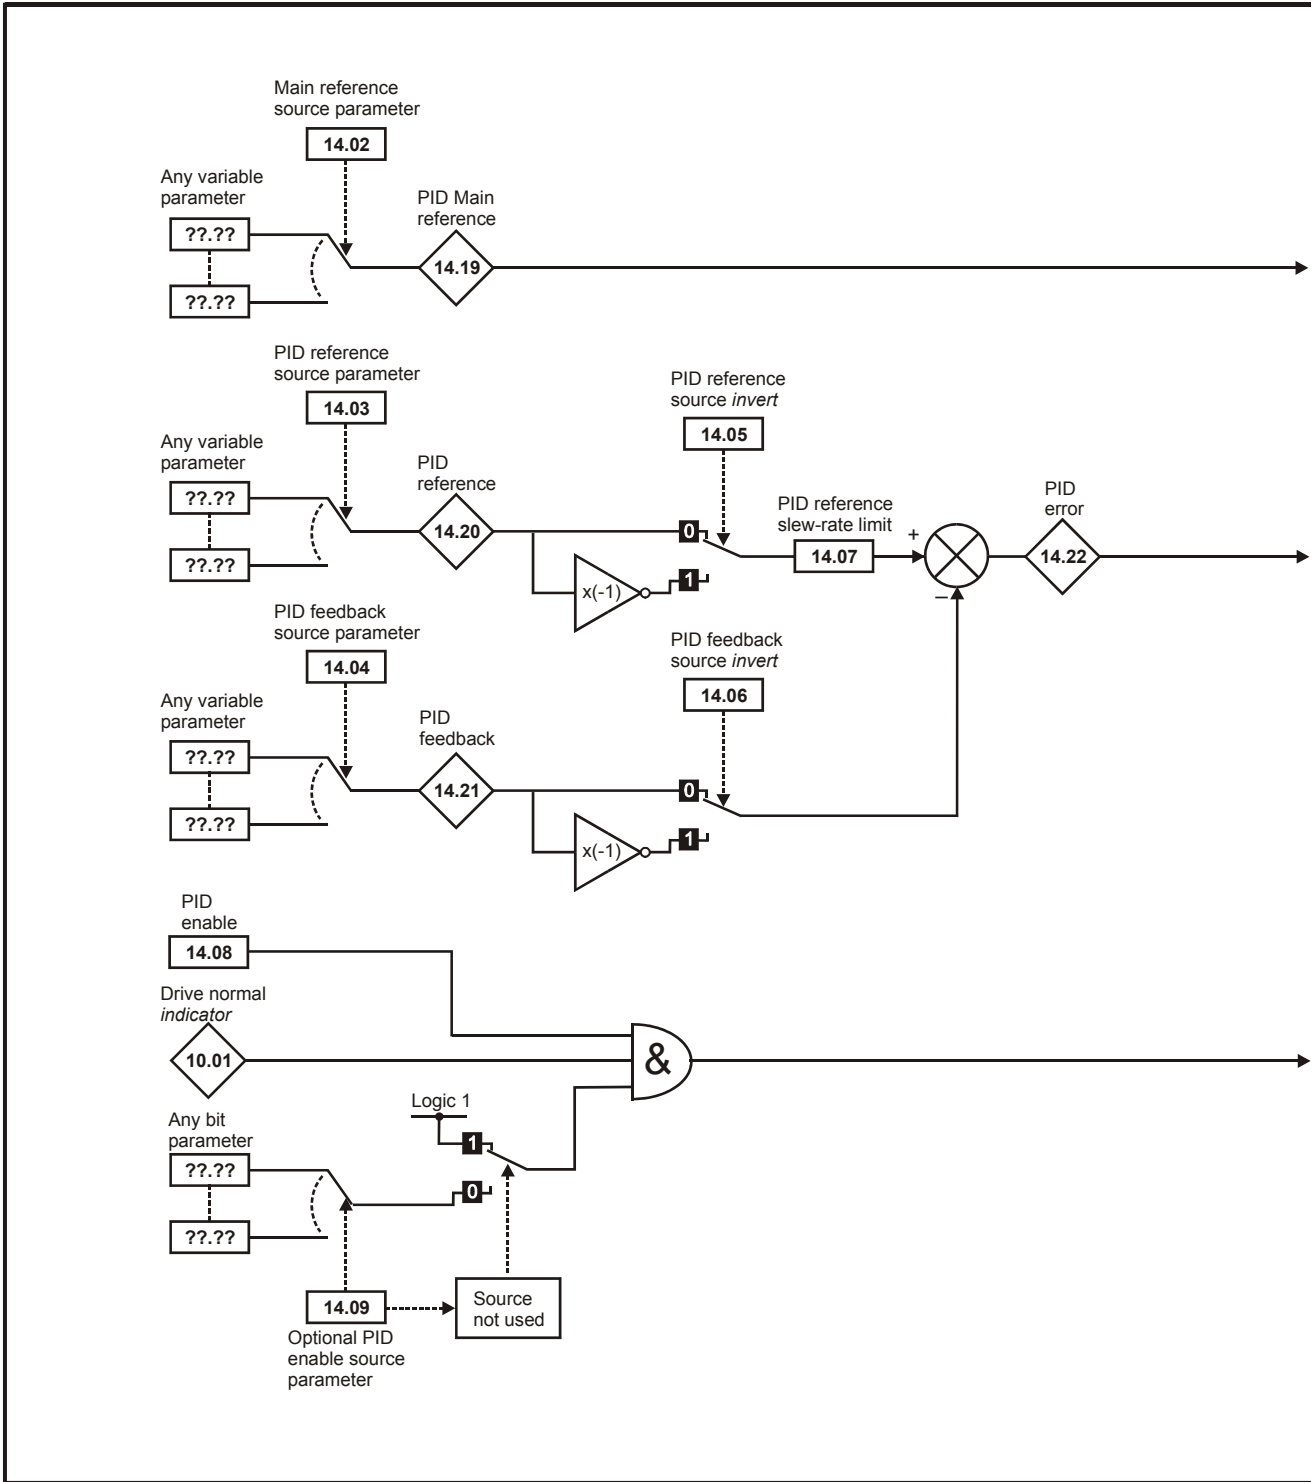 Main reference
source parameter
14.02
Any variable
parameter
??.??
??.??
PID Main
reference
14.19
PID reference
source parameter
14.03
Any variable
parameter
??.??
??.??
PID
reference
14.20
x(-1)
PID reference
source invert
14.05
0
1
PID reference
slew-rate limit
14.07
+
–
PID
error
14.22
PID feedback
source parameter
14.04
Any variable
parameter
??.??
??.??
PID
feedback
14.21
x(-1)
PID feedback
source invert
14.06
0
1
PID
enable
14.08
Drive normal
indicator
10.01
&
Logic 1
1
0
Any bit
parameter
??.??
??.??
14.09
Optional PID
enable source
parameter
Source
not used